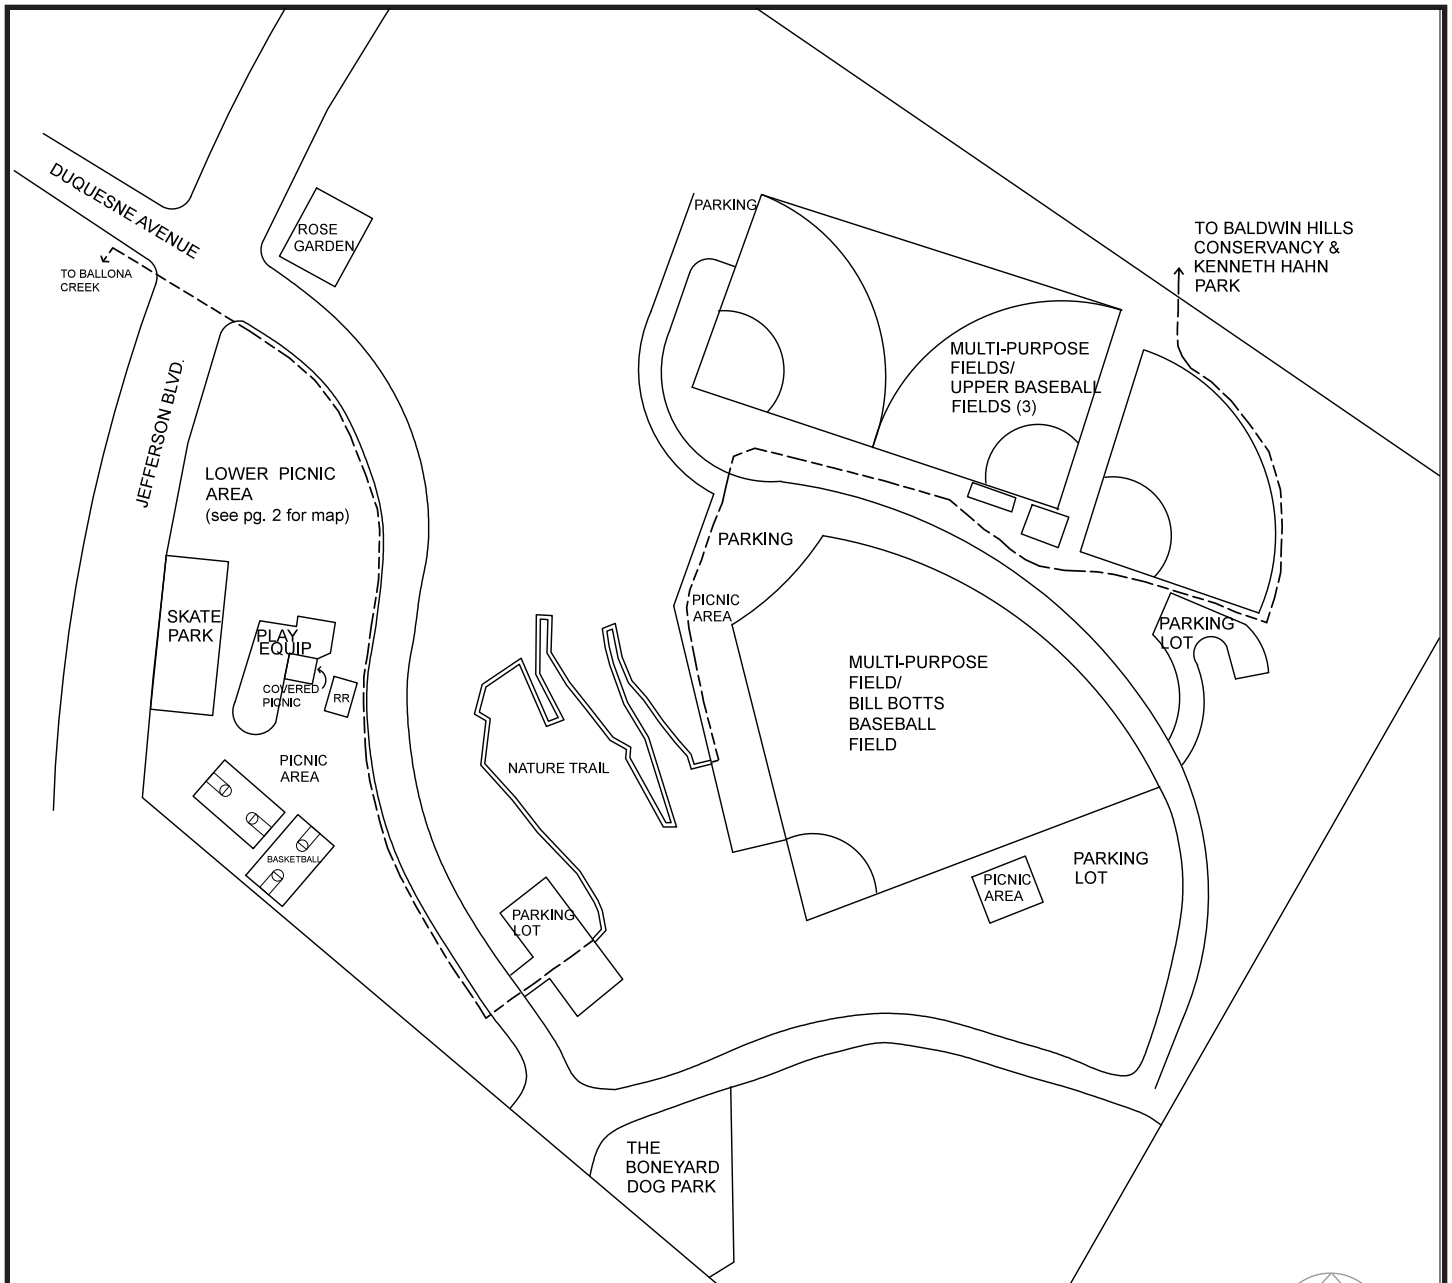 DUQUESNE AVENUE
TO BALLONA
CREEK
ROSE
GARDEN
PARKING
TO BALDWIN HILLS
CONSERVANCY &
KENNETH HAHN
PARK
MULTI-PURPOSE
FIELDS/
UPPER BASEBALL
FIELDS (3)
JEFFERSON BLVD.
LOWER PICNIC
AREA
(see pg. 2 for map)
PARKING
PICNIC
AREA
SKATE
PARK
PLAY
EQUIP
COVERED
PICNIC
RR
PARKING
LOT
MULTI-PURPOSE
FIELD/
BILL BOTTS
BASEBALL
FIELD
PICNIC
AREA
NATURE TRAIL
BASKETBALL
PARKING
LOT
PICNIC
AREA
PARKING
LOT
THE
BONEYARD
DOG PARK